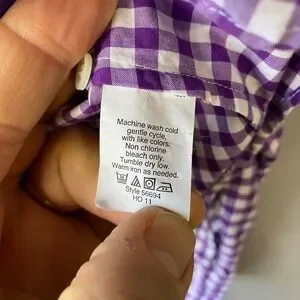 Machine wash cold
gentle cycle,
with like colors.
Non chlorine
bleach only.
Tumble dry low.
Warm iron as needed.
Style 56694
HO 11